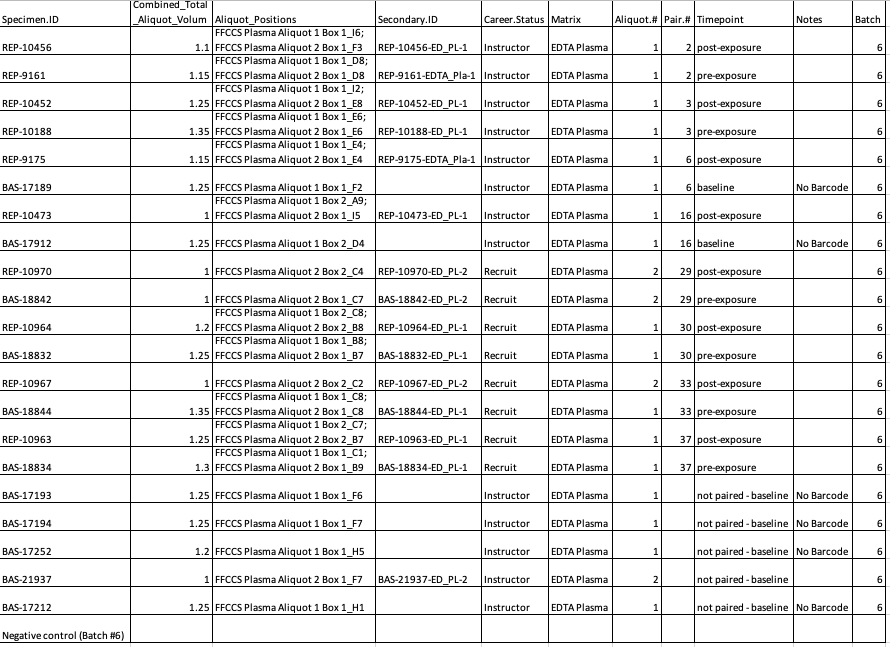 Specimen.ID Combined_Total_Aliquot_Volum Aliquot_Positions Secondary.ID Career.Status Matrix Aliquot.# Pair.# Timepoint Notes Batch
REP-10456 1.1 FFCCS Plasma Aliquot 1 Box 1_I6; FFCCS Plasma Aliquot 2 Box 1_F3 REP-10456-ED_PL-1 Instructor EDTA Plasma 1 2 post-exposure 6
REP-9161 1.15 FFCCS Plasma Aliquot 1 Box 1_D8; FFCCS Plasma Aliquot 2 Box 1_D8 REP-9161-EDTA_Pla-1 Instructor EDTA Plasma 1 2 pre-exposure 6
REP-10452 1.25 FFCCS Plasma Aliquot 1 Box 1_I2; FFCCS Plasma Aliquot 2 Box 1_E8 REP-10452-ED_PL-1 Instructor EDTA Plasma 1 3 post-exposure 6
REP-10188 1.35 FFCCS Plasma Aliquot 1 Box 1_E6; FFCCS Plasma Aliquot 2 Box 1_E6 REP-10188-ED_PL-1 Instructor EDTA Plasma 1 3 pre-exposure 6
REP-9175 1.15 FFCCS Plasma Aliquot 1 Box 1_E4; FFCCS Plasma Aliquot 2 Box 1_E4 REP-9175-EDTA_Pla-1 Instructor EDTA Plasma 1 6 post-exposure 6
BAS-17189 1.25 FFCCS Plasma Aliquot 1 Box 1_F2 Instructor EDTA Plasma 1 6 baseline No Barcode 6
REP-10473 1 FFCCS Plasma Aliquot 1 Box 2_A9; FFCCS Plasma Aliquot 2 Box 1_I5 REP-10473-ED_PL-1 Instructor EDTA Plasma 1 16 post-exposure 6
BAS-17912 1.25 FFCCS Plasma Aliquot 1 Box 2_D4 Instructor EDTA Plasma 1 16 baseline No Barcode 6
REP-10970 1 FFCCS Plasma Aliquot 2 Box 2_C4 REP-10970-ED_PL-2 Recruit EDTA Plasma 2 29 post-exposure 6
BAS-18842 1 FFCCS Plasma Aliquot 2 Box 1_C7 BAS-18842-ED_PL-2 Recruit EDTA Plasma 2 29 pre-exposure 6
REP-10964 1.2 FFCCS Plasma Aliquot 1 Box 2_C8; FFCCS Plasma Aliquot 2 Box 2_B8 REP-10964-ED_PL-1 Recruit EDTA Plasma 1 30 post-exposure 6
BAS-18832 1.25 FFCCS Plasma Aliquot 1 Box 1_B8; FFCCS Plasma Aliquot 2 Box 1_B7 BAS-18832-ED_PL-1 Recruit EDTA Plasma 1 30 pre-exposure 6
REP-10967 1 FFCCS Plasma Aliquot 2 Box 2_C2 REP-10967-ED_PL-2 Recruit EDTA Plasma 2 33 post-exposure 6
BAS-18844 1.35 FFCCS Plasma Aliquot 1 Box 1_C8; FFCCS Plasma Aliquot 2 Box 1_C8 BAS-18844-ED_PL-1 Recruit EDTA Plasma 1 33 pre-exposure 6
REP-10963 1.25 FFCCS Plasma Aliquot 1 Box 2_C7; FFCCS Plasma Aliquot 2 Box 2_B7 REP-10963-ED_PL-1 Recruit EDTA Plasma 1 37 post-exposure 6
BAS-18834 1.3 FFCCS Plasma Aliquot 1 Box 1_C1; FFCCS Plasma Aliquot 2 Box 1_B9 BAS-18834-ED_PL-1 Recruit EDTA Plasma 1 37 pre-exposure 6
BAS-17193 1.25 FFCCS Plasma Aliquot 1 Box 1_F6 Instructor EDTA Plasma 1 not paired - baseline No Barcode 6
BAS-17194 1.25 FFCCS Plasma Aliquot 1 Box 1_F7 Instructor EDTA Plasma 1 not paired - baseline No Barcode 6
BAS-17252 1.2 FFCCS Plasma Aliquot 1 Box 1_H5 Instructor EDTA Plasma 1 not paired - baseline No Barcode 6
BAS-21937 1 FFCCS Plasma Aliquot 2 Box 1_F7 BAS-21937-ED_PL-2 Instructor EDTA Plasma 2 not paired - baseline 6
BAS-17212 1.25 FFCCS Plasma Aliquot 1 Box 1_H1 Instructor EDTA Plasma 1 not paired - baseline No Barcode 6
Negative control (Batch #6)